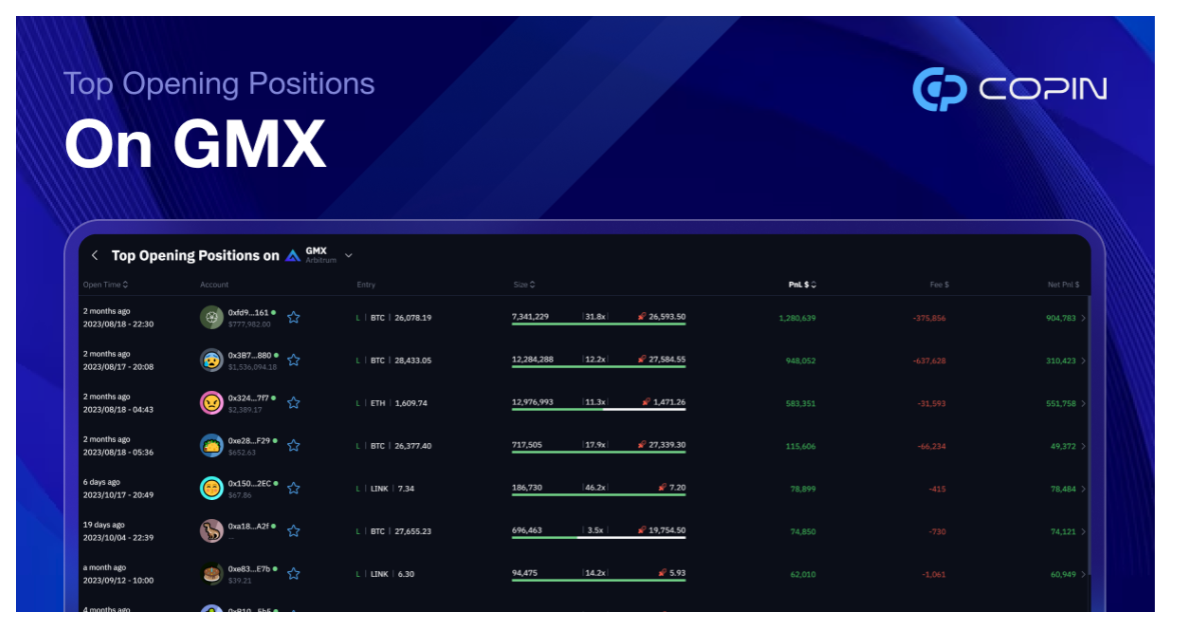 Top Opening Positions
On GMX
COPIN
Top Opening Positions on GMX
Arbitrum
Open Time Account Entry Size PnL $ Fee $ Net Pnl $
2 months ago
2023/08/18 - 22:30
0xfd9...161
$777,982.00
L | BTC | 26,078.19
7,341,229 31.8x 26,593.50
1,280,639 -375,856 904,783
2 months ago
2023/08/17 - 20:08
0x3B7...880
$1,536,094.18
L | BTC | 28,433.05
12,284,288 12.2x 27,584.55
948,052 -637,628 310,423
2 months ago
2023/08/18 - 04:43
0x324...7f7
$2,389.17
L | ETH | 1,609.74
12,976,993 11.3x 1,471.26
583,351 -31,593 551,758
2 months ago
2023/08/18 - 05:36
0xe28...F29
$652.63
L | BTC | 26,377.40
717,505 17.9x 27,339.30
115,606 -66,234 49,372
6 days ago
2023/10/17 - 20:49
0x150...2EC
$67.86
L | LINK | 7.34
186,730 46.2x 7.20
78,899 -415 78,484
19 days ago
2023/10/04 - 22:39
0xa18...A2f
--
L | BTC | 27,655.23
696,463 3.5x 19,754.50
74,850 -730 74,121
a month ago
2023/09/12 - 10:00
0xe83...E7b
$39.21
L | LINK | 6.30
94,475 14.2x 5.93
62,010 -1,061 60,949
4 months ago